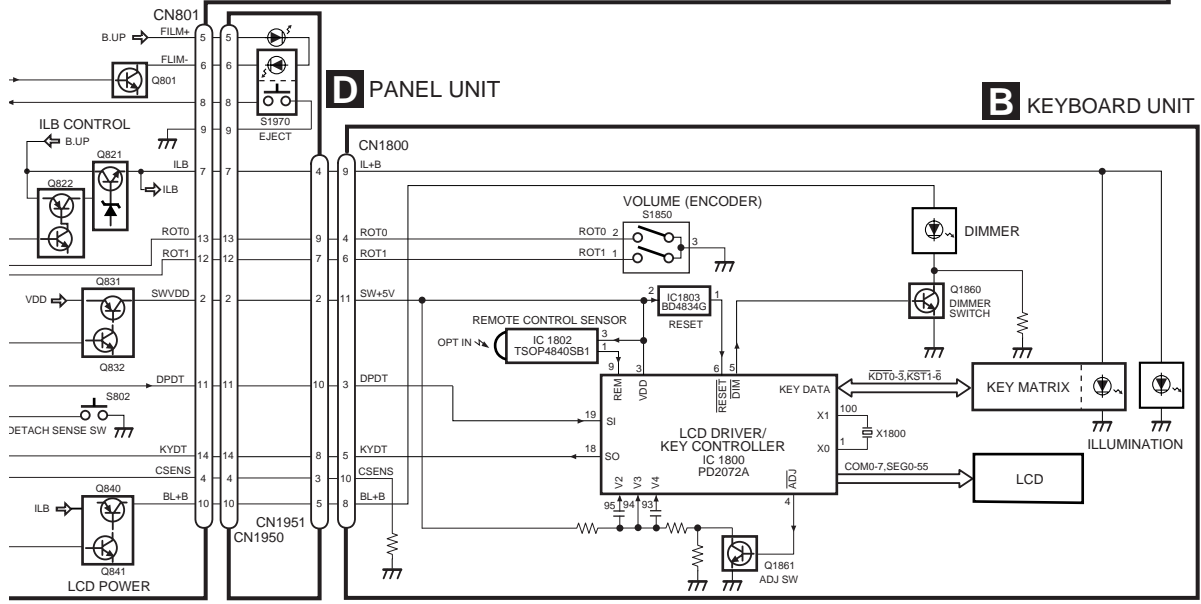 CN801
B.UP
FILM+
5
5
FLIM-
6
6
Q801
8
8
9
9
S1970
EJECT
D PANEL UNIT
B KEYBOARD UNIT
ILB CONTROL
B.UP
Q821
Q822
ILB
7
7
4
9
IL+B
CN1800
ILB
ROT0
13
13
9
4
ROT0
ROT1
12
12
7
6
ROT1
VOLUME (ENCODER)
S1850
ROT0
2
ROT1
1
3
DIMMER
Q831
VDD
SWVDD
2
2
2
11
SW+5V
Q832
2
IC1803
BD4834G
1
RESET
Q1860
DIMMER
SWITCH
REMOTE CONTROL SENSOR
OPT IN
IC 1802
TSOP4840SB1
3
1
9
3
6
5
REM
VDD
RESET
DIM
KEY DATA
KDT0-3,KST1-6
KEY MATRIX
ILLUMINATION
DPDT
11
11
10
3
DPDT
S802
DETACH SENSE SW
19
SI
18
SO
LCD DRIVER/
KEY CONTROLLER
IC 1800
PD2072A
X1
100
X0
1
X1800
KYDT
14
14
8
5
KYDT
CSENS
4
4
3
10
CSENS
COM0-7,SEG0-55
LCD
Q840
ILB
BL+B
10
10
5
8
BL+B
Q841
LCD POWER
CN1951
CN1950
V2
V3
V4
ADJ
95
94
93
4
Q1861
ADJ SW